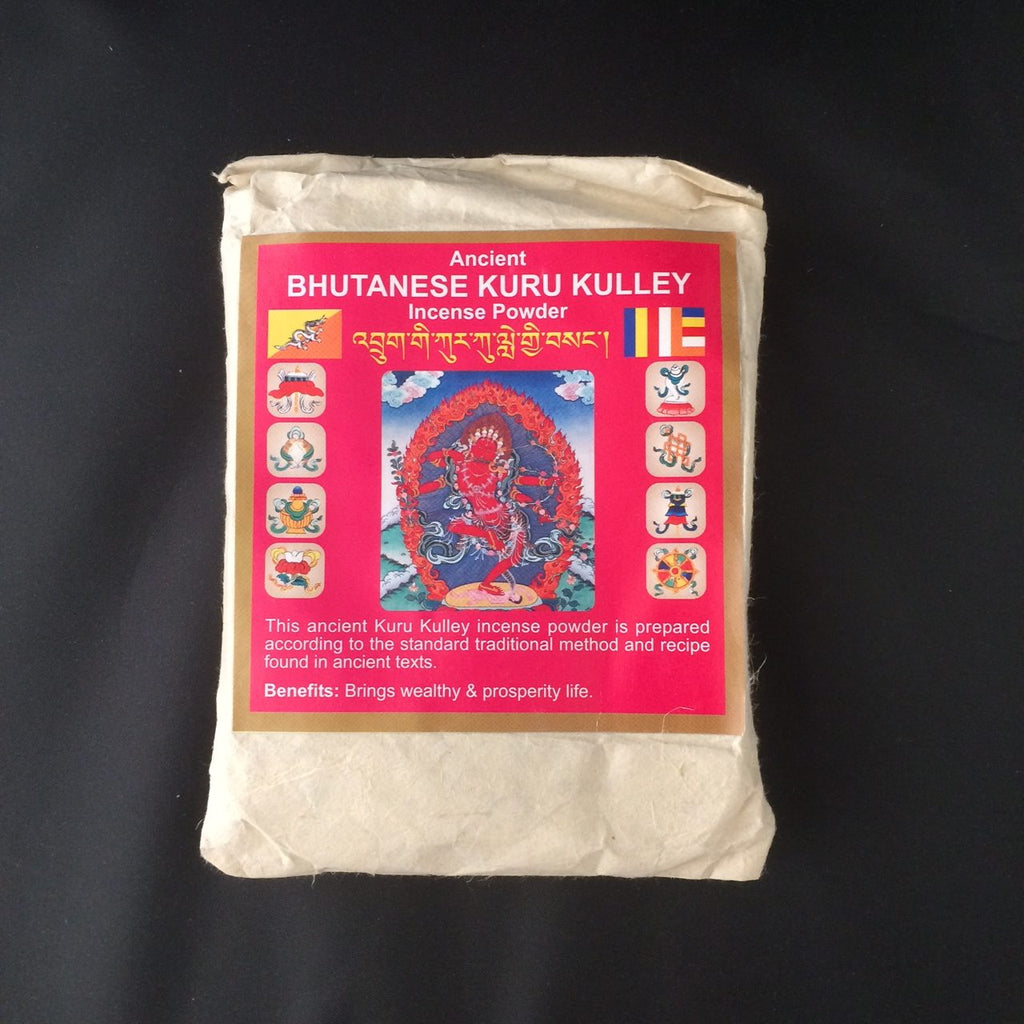 Ancient
BHUTANESE KURU KULLEY
Incense Powder
འབྲུག་གི་ཀུར་ཀུ་ལླེ་གྱི་བསང་།
This ancient Kuru Kulley incense powder is prepared
according to the standard traditional method and recipe
found in ancient texts.
Benefits: Brings wealthy & prosperity life.